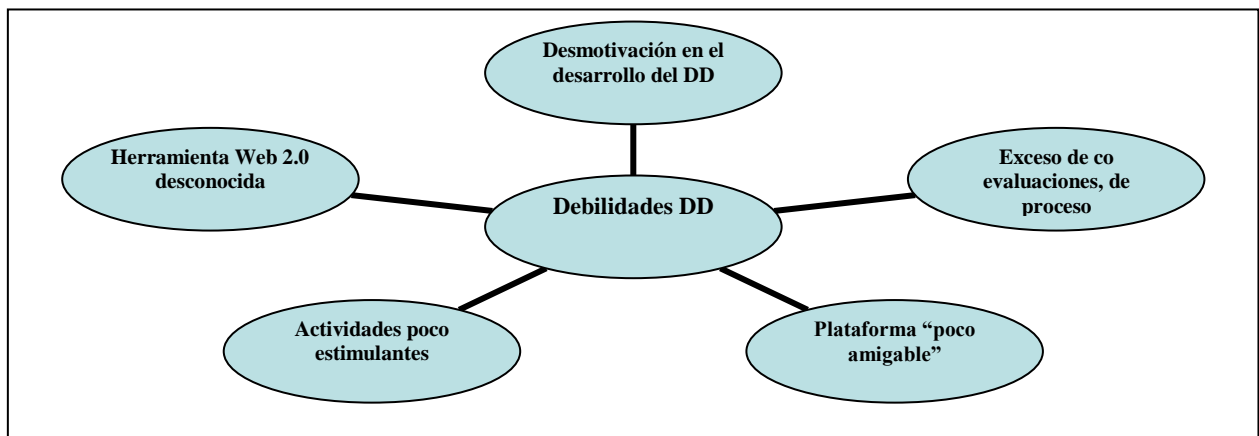 Desmotivación en el
desarrollo del DD
Herramienta Web 2.0
desconocida
Exceso de co
evaluaciones, de
proceso
Debilidades DD
Actividades poco
estimulantes
Plataforma “poco
amigable”